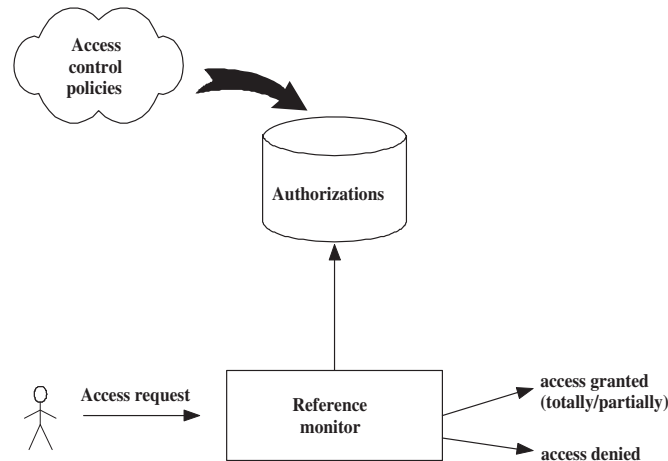 Access
control
policies
Authorizations
Access request
Reference
monitor
access granted
(totally/partially)
access denied